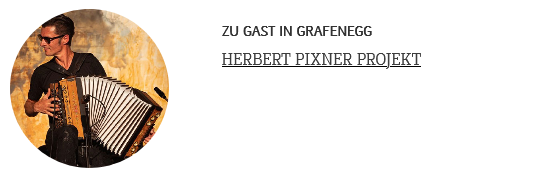 ZU GAST IN GRAFENEGG
HERBERT PIXNER PROJEKT